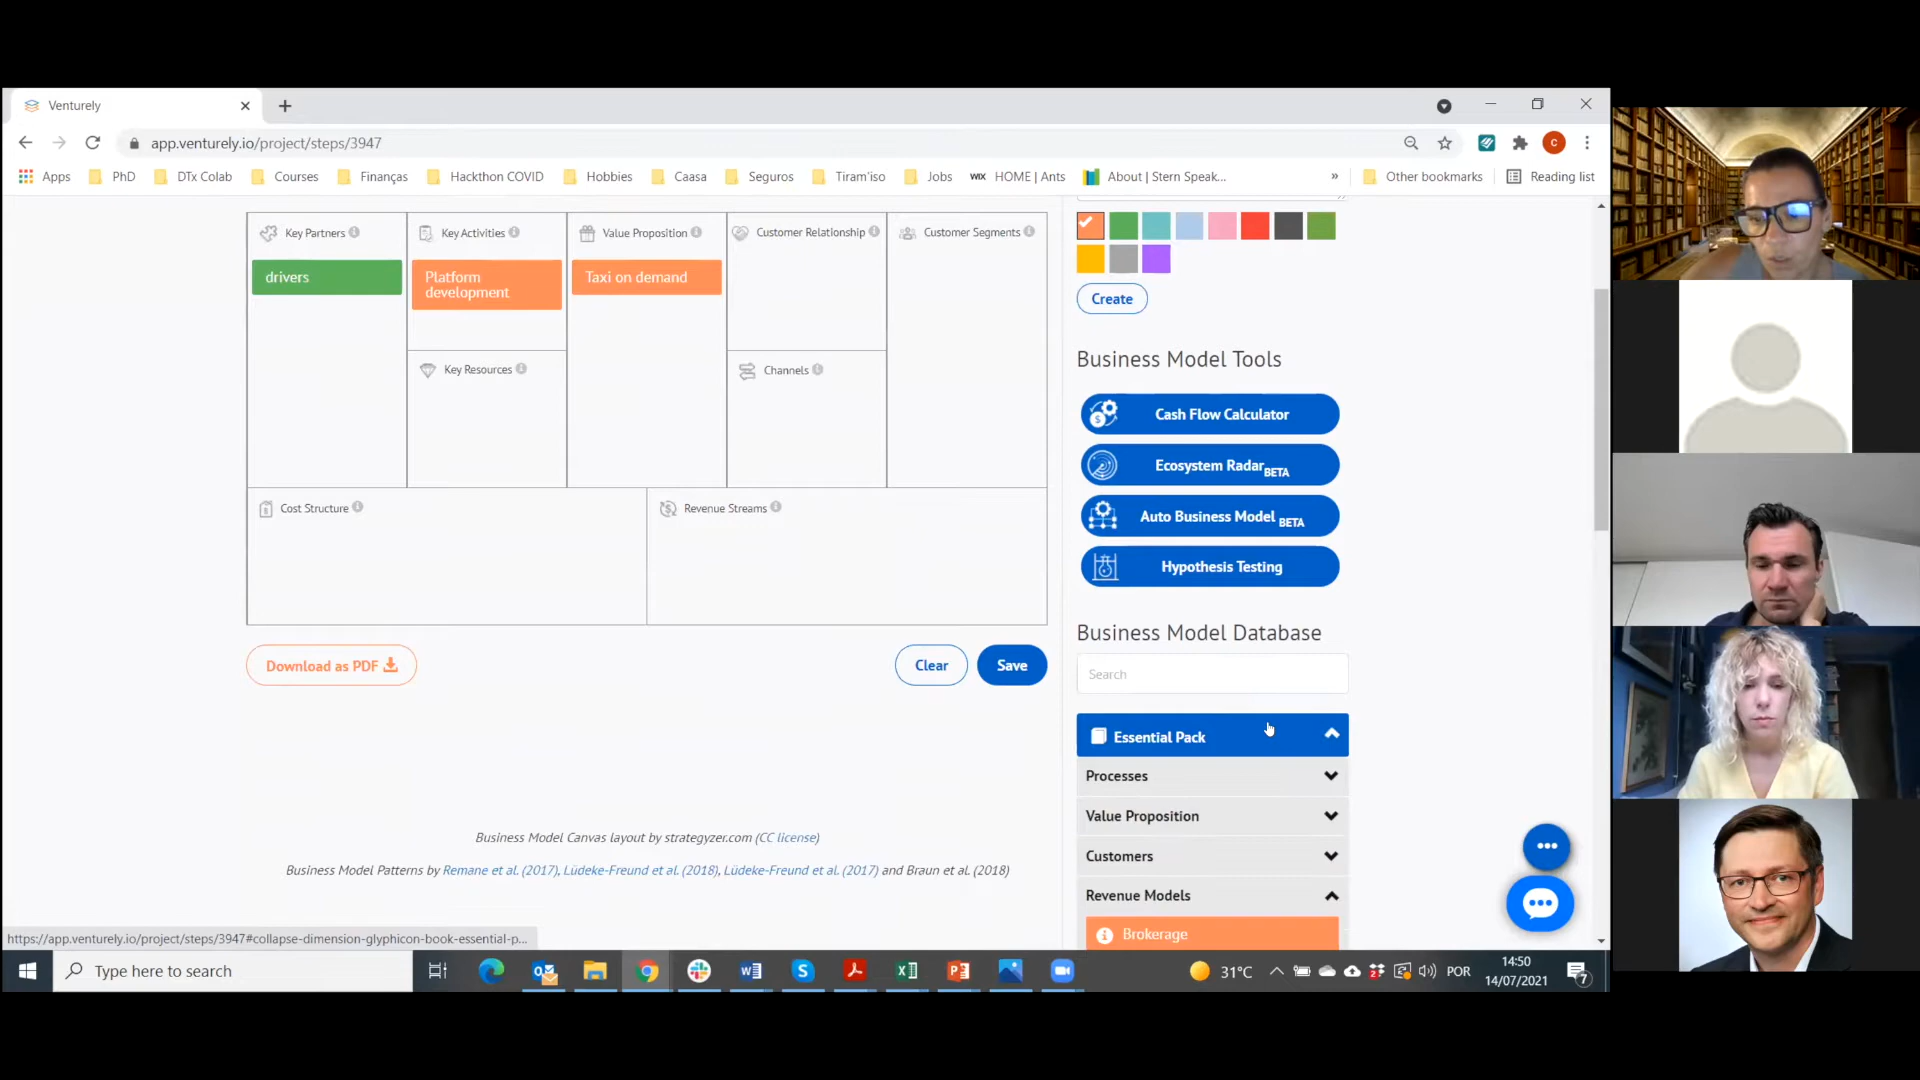 Venturely
app.venturely.io/project/steps/3947
C
Apps PhD DTx Colab Courses Finanças Hackthon COVID Hobbies Caasa Seguros Tiram'iso Jobs WIX HOME | Ants About | Stern Speak... » Other bookmarks Reading list
Key Partners
drivers
Key Activities
Platform
development
Key Resources
Value Proposition
Taxi on demand
Customer Relationship
Channels
Customer Segments
Cost Structure
Revenue Streams
Download as PDF
Clear
Save
Business Model Canvas layout by strategyzer.com (CC license)
Business Model Patterns by Remane et al. (2017), Lüdeke-Freund et al. (2018), Lüdeke-Freund et al. (2017) and Braun et al. (2018)
Create
Business Model Tools
Cash Flow Calculator
Ecosystem Radar BETA
Auto Business Model BETA
Hypothesis Testing
Business Model Database
Search
Essential Pack
Processes
Value Proposition
Customers
Revenue Models
Brokerage
https://app.venturely.io/project/steps/3947#collapse-dimension-glyphicon-book-essential-p...
Type here to search
31°C
POR
14:50
14/07/2021
7